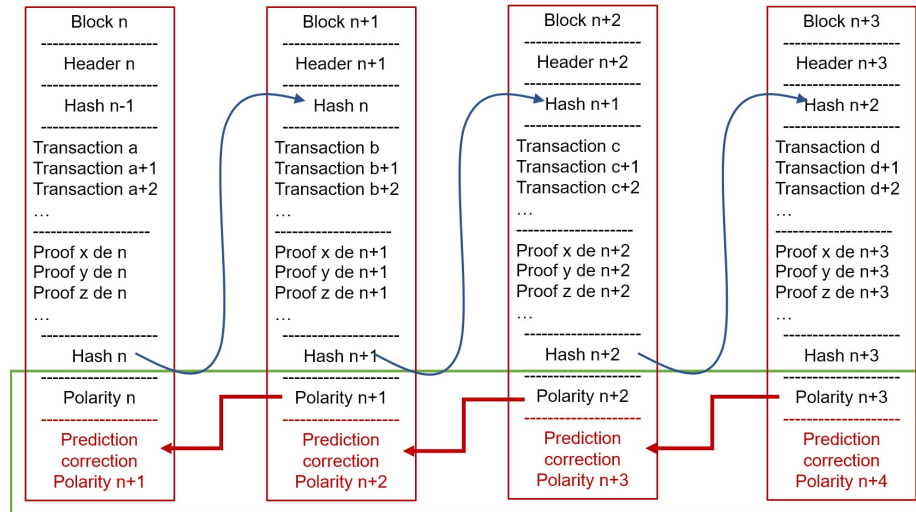 Block n
Header n
Hash n-1
Transaction a
Transaction a+1
Transaction a+2
…
Proof x de n
Proof y de n
Proof z de n
…
Hash n
Polarity n
Prediction
correction
Polarity n+1
Block n+1
Header n+1
Hash n
Transaction b
Transaction b+1
Transaction b+2
…
Proof x de n+1
Proof y de n+1
Proof z de n+1
…
Hash n+1
Polarity n+1
Prediction
correction
Polarity n+2
Block n+2
Header n+2
Hash n+1
Transaction c
Transaction c+1
Transaction c+2
…
Proof x de n+2
Proof y de n+2
Proof z de n+2
…
Hash n+2
Polarity n+2
Prediction
correction
Polarity n+3
Block n+3
Header n+3
Hash n+2
Transaction d
Transaction d+1
Transaction d+2
…
Proof x de n+3
Proof y de n+3
Proof z de n+3
…
Hash n+3
Polarity n+3
Prediction
correction
Polarity n+4